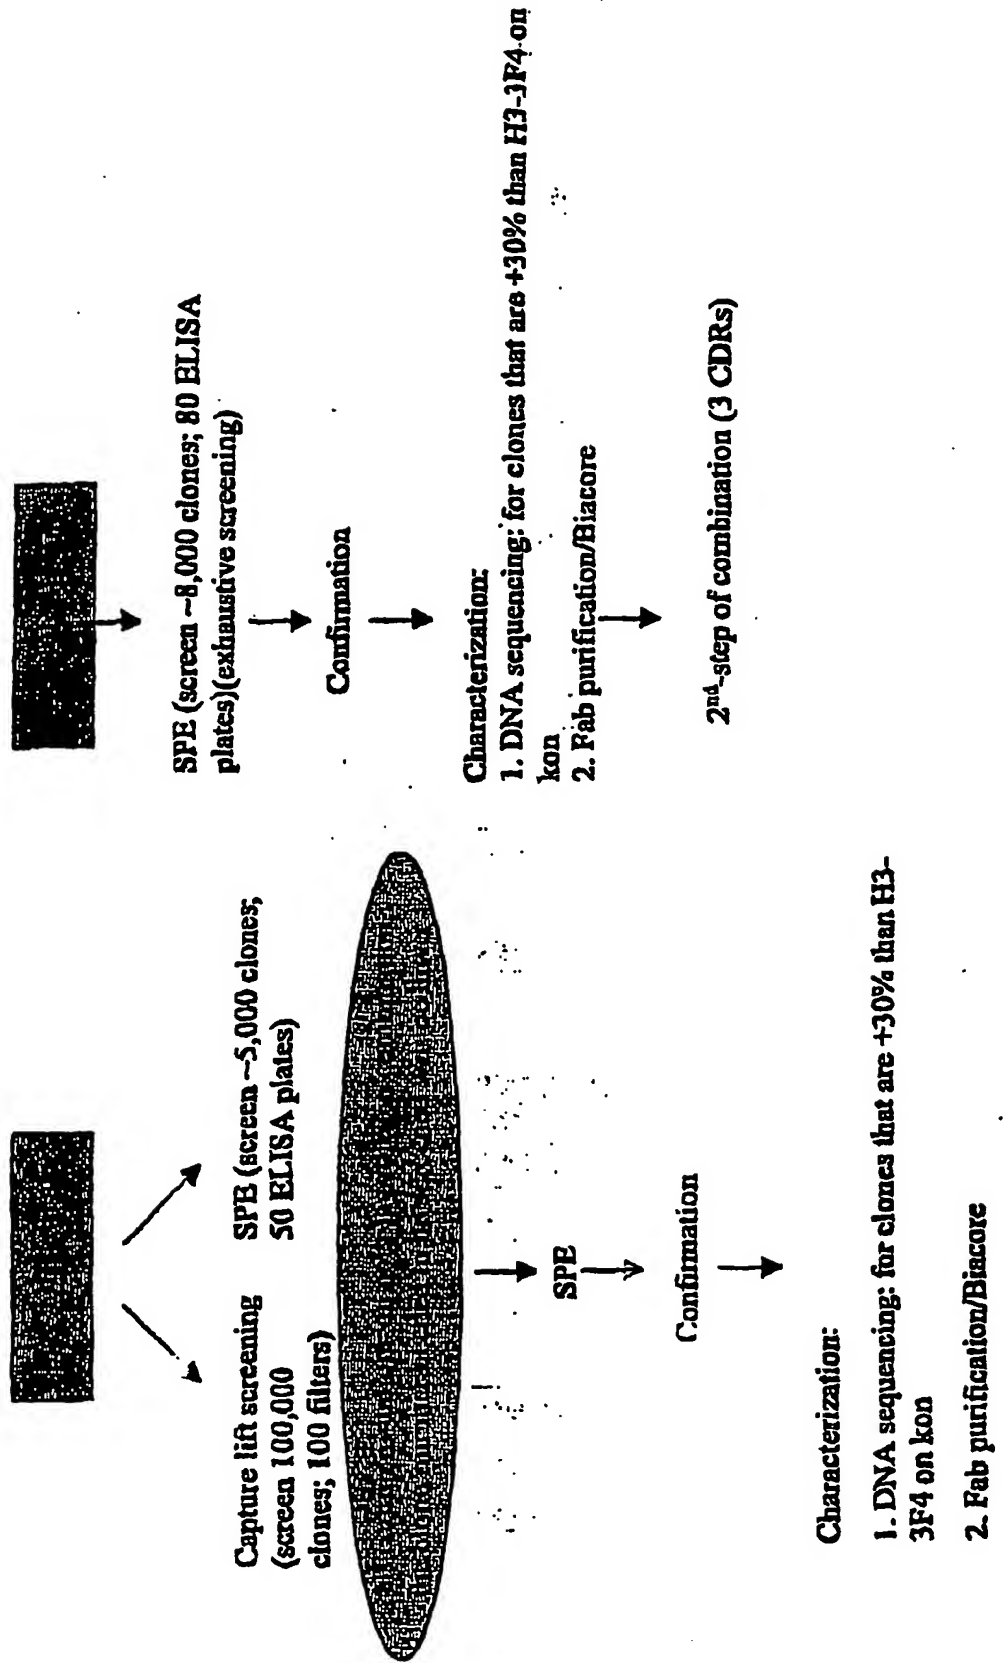 Capture lift screening
(screen 100,000
clones; 100 filters)
SPE (screen ~5,000 clones;
50 ELISA plates)
SPE
Confirmation
Characterization:
1. DNA sequencing: for clones that are +30% than H3-
3F4 on kon
2. Fab purification/Biacore
SPE (screen ~8,000 clones; 80 ELISA
plates)(exhaustive screening)
Confirmation
Characterization:
1. DNA sequencing: for clones that are +30% than H3-3F4 on
kon
2. Fab purification/Biacore
2nd-step of combination (3 CDRs)